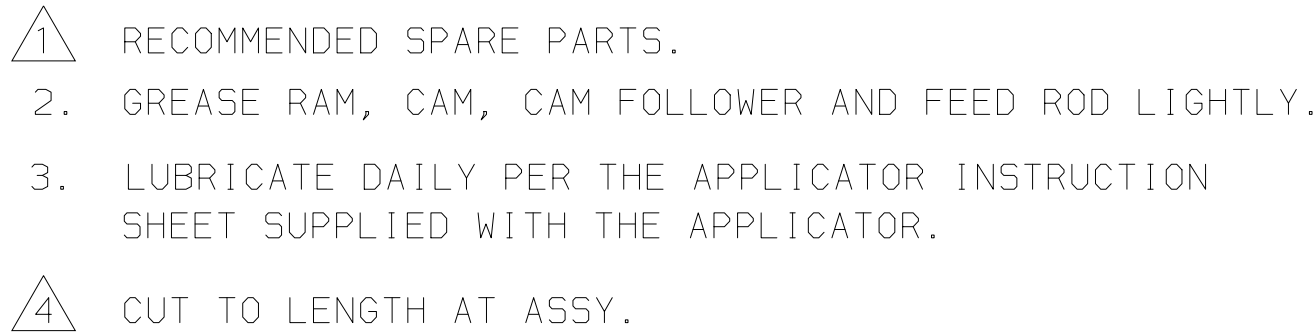 1 RECOMMENDED SPARE PARTS.
2. GREASE RAM, CAM, CAM FOLLOWER AND FEED ROD LIGHTLY.
3. LUBRICATE DAILY PER THE APPLICATOR INSTRUCTION
SHEET SUPPLIED WITH THE APPLICATOR.
4 CUT TO LENGTH AT ASSY.